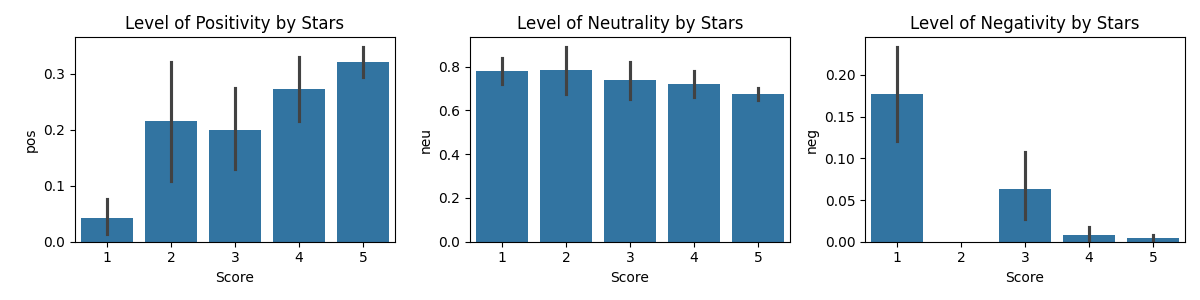 Level of Positivity by Stars
pos
0.3
0.2
0.1
0.0
1 2 3 4 5
Score
Level of Neutrality by Stars
neu
0.8
0.6
0.4
0.2
0.0
1 2 3 4 5
Score
Level of Negativity by Stars
neg
0.20
0.15
0.10
0.05
0.00
1 2 3 4 5
Score